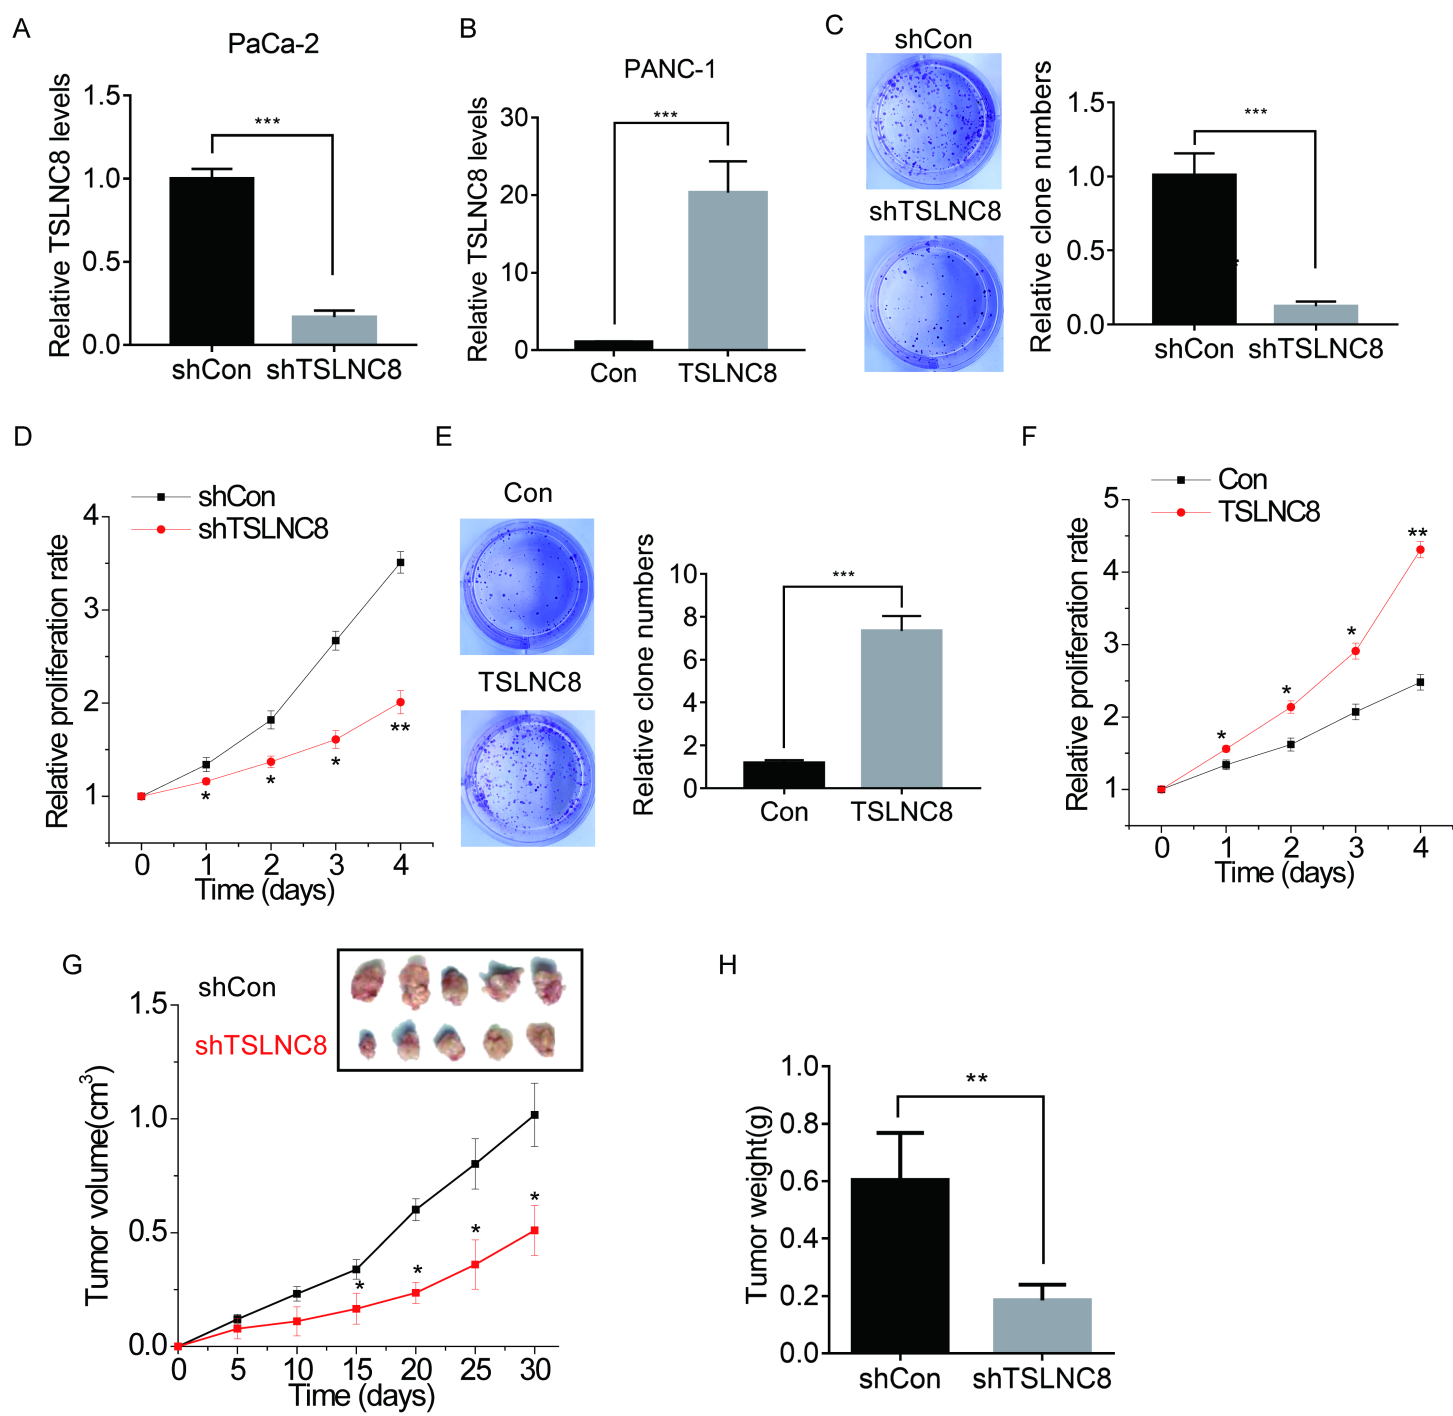 A
PaCa-2
Relative TSLNC8 levels
1.5
1.0
0.5
0.0
***
shCon
shTSLNC8
B
PANC-1
Relative TSLNC8 levels
30
20
10
0
***
Con
TSLNC8
C
shCon
shTSLNC8
Relative clone numbers
1.5
1.0
0.5
0.0
***
shCon
shTSLNC8
D
shCon
shTSLNC8
Relative proliferation rate
4
3
2
1
*
*
*
**
0 1 2 3 4
Time (days)
E
Con
TSLNC8
Relative clone numbers
10
8
6
4
2
0
***
Con
TSLNC8
F
Con
TSLNC8
Relative proliferation rate
5
4
3
2
1
*
*
*
**
0 1 2 3 4
Time (days)
G
shCon
shTSLNC8
Tumor volume(cm³)
1.5
1.0
0.5
0.0
*
*
*
*
0 5 10 15 20 25 30
Time (days)
H
Tumor weight(g)
1.0
0.8
0.6
0.4
0.2
0.0
**
shCon
shTSLNC8